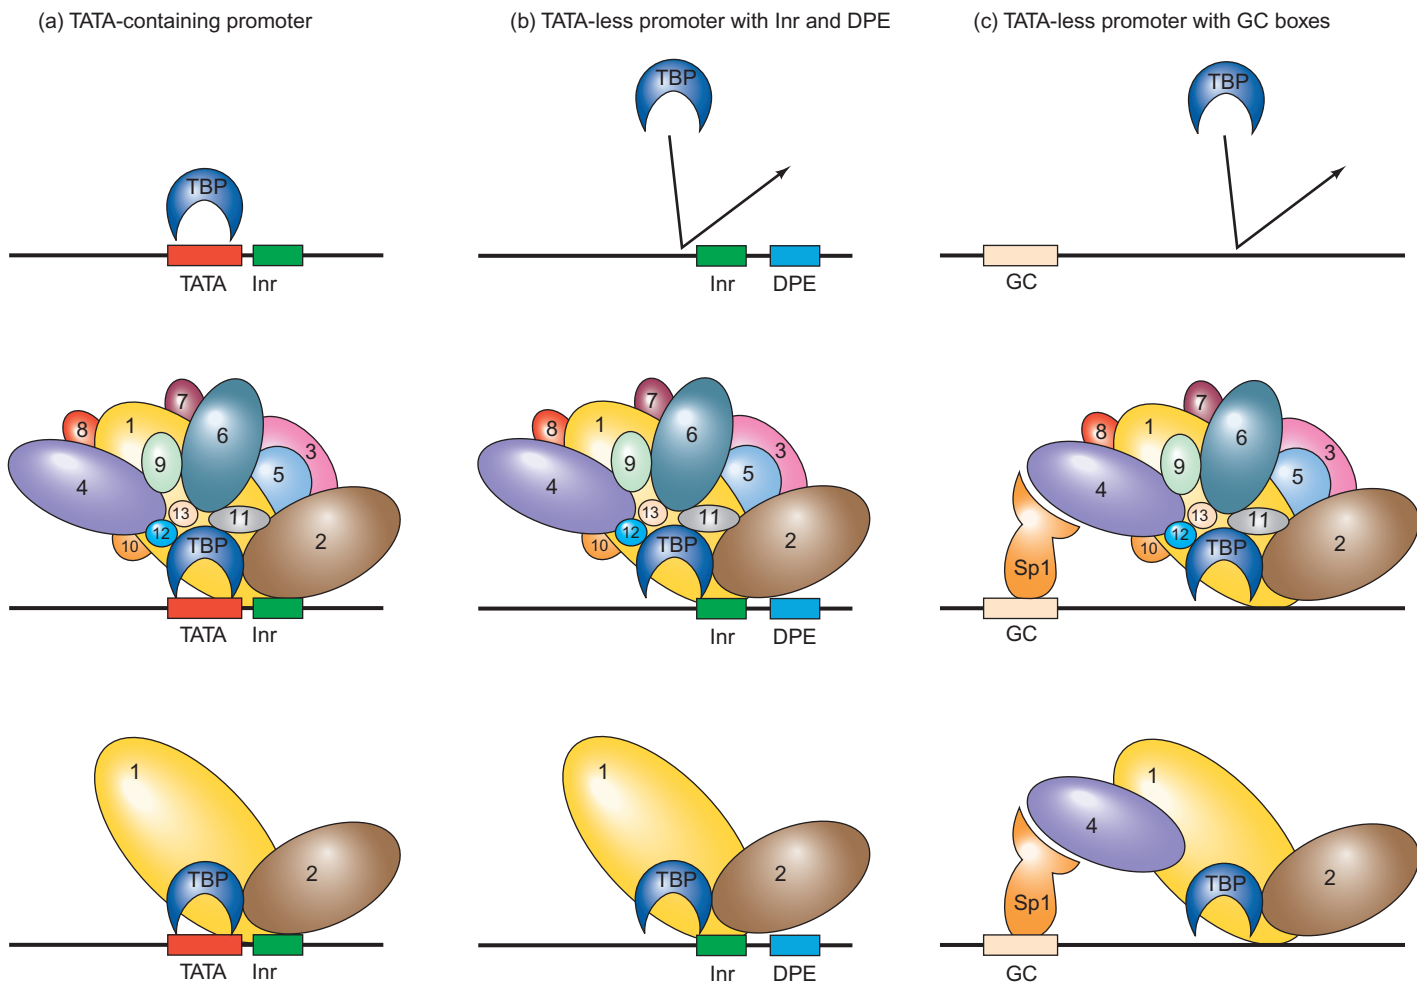 (a) TATA-containing promoter
(b) TATA-less promoter with Inr and DPE
(c) TATA-less promoter with GC boxes
TBP
TATA
Inr
TBP
Inr
DPE
TBP
GC
7
8
1
6
3
9
5
4
13
11
12
2
10
TBP
TATA
Inr
7
8
1
6
3
9
5
4
13
11
12
2
10
TBP
Inr
DPE
7
8
1
6
3
9
5
4
13
11
12
2
10
TBP
Sp1
GC
1
2
TBP
TATA
Inr
1
2
TBP
Inr
DPE
1
4
2
TBP
Sp1
GC